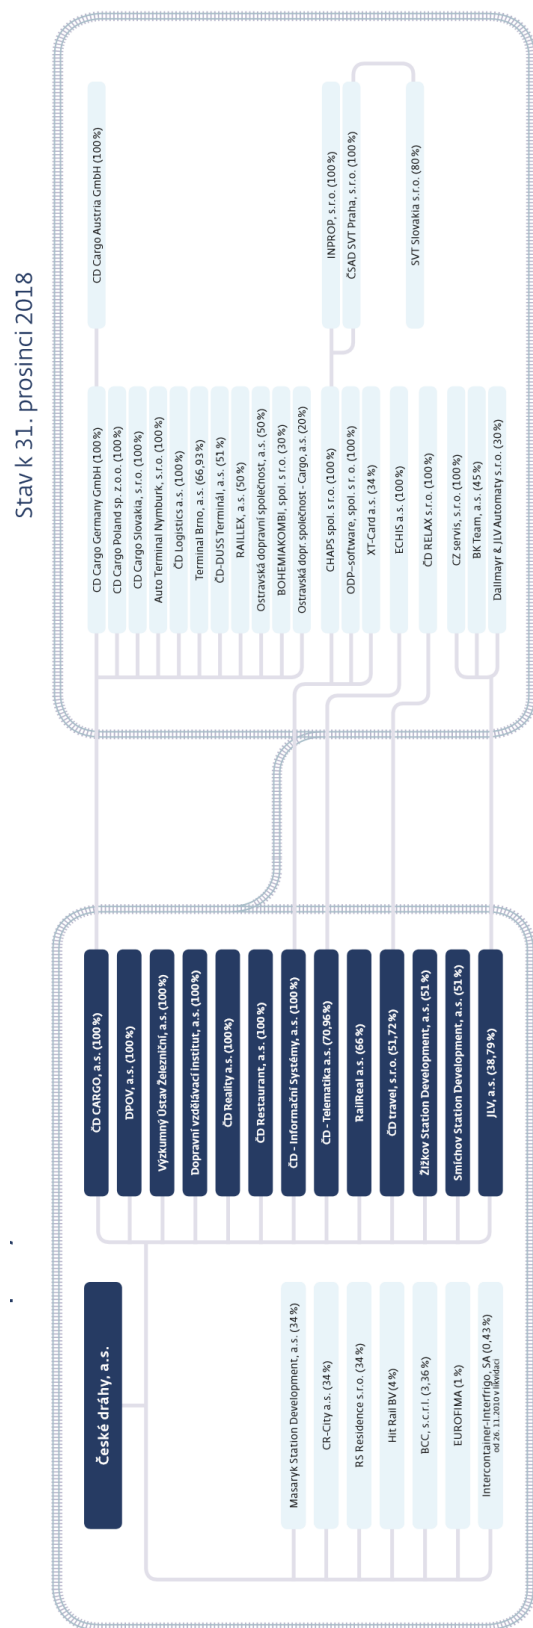 Stav k 31. prosinci 2018
České dráhy, a.s.
Masaryk Station Development, a.s. (34 %)
CR-City a.s. (34 %)
RS Residence s.r.o. (34 %)
Hit Rail BV (4 %)
BCC, s.c.r.l. (3,36 %)
EUROFIMA (1 %)
Intercontainer-Interfrigo, SA (0,43 %)
od 26. 11. 2010 v likvidaci
ČD CARGO, a.s. (100 %)
DPOV, a.s. (100 %)
Výzkumný Ústav Železniční, a.s. (100 %)
Dopravní vzdělávací institut, a.s. (100 %)
ČD Reality a.s. (100 %)
ČD Restaurant, a.s. (100 %)
ČD - Informační Systémy, a.s. (100 %)
ČD - Telematika a.s. (70,96 %)
RailReal a.s. (66 %)
ČD travel, s.r.o. (51,72 %)
Žižkov Station Development, a.s. (51 %)
Smíchov Station Development, a.s. (51 %)
JLV, a.s. (38,79 %)
CD Cargo Germany GmbH (100 %)
CD Cargo Poland sp. z o.o. (100 %)
CD Cargo Slovakia, s.r.o. (100 %)
Auto Terminal Nymburk, s.r.o. (100 %)
ČD Logistics a.s. (100 %)
Terminal Brno, a.s. (66,93 %)
ČD-DUSS Terminál, a.s. (51 %)
RAILLEX, a.s. (50 %)
Ostravská dopravní společnost, a.s. (50 %)
BOHEMIAKOMBI, spol. s r.o. (30 %)
Ostravská dopr. společnost - Cargo, a.s. (20%)
CHAPS spol. s r.o. (100 %)
ODP–software, spol. s r. o. (100 %)
XT-Card a.s. (34 %)
ECHIS a.s. (100 %)
ČD RELAX s.r.o. (100 %)
CZ servis, s.r.o. (100 %)
BK Team, a.s. (45 %)
Dallmayr & JLV Automaty s.r.o. (30 %)
CD Cargo Austria GmbH (100 %)
INPROP, s.r.o. (100 %)
ČSAD SVT Praha, s.r.o. (100 %)
SVT Slovakia s.r.o. (80 %)